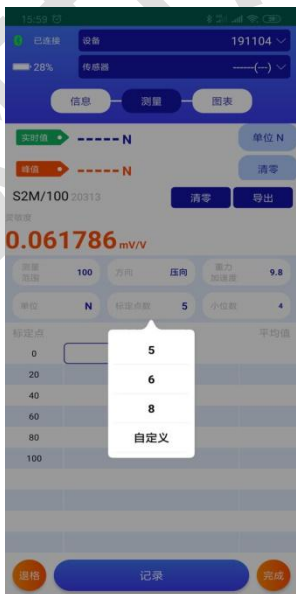 15:59
已连接 设备 191104
28% 传感器 ----(---)
信息 测量 图表
实时值 ----- N 单位 N
峰值 ----- N 清零
S2M/100 20313 清零 导出
灵敏度
0.061786 mv/v
测量范围 100 方向 压向 重力加速度 9.8
单位 N 标定点数 5 小位数 4
标定点 平均值
0
20
40
60
80
100
5
6
8
自定义
退格 记录 完成